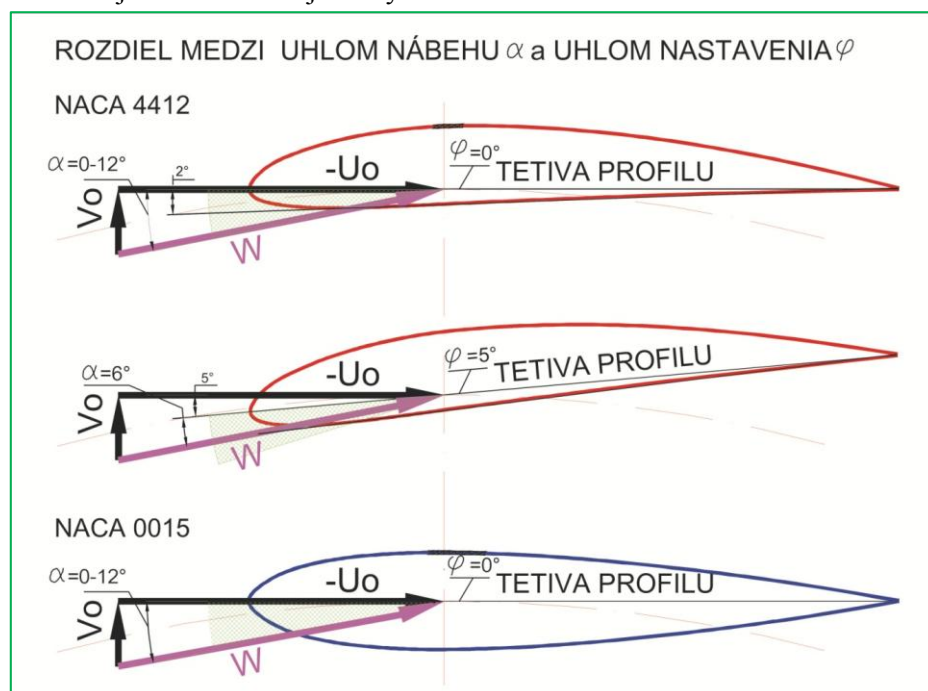 ROZDIEL MEDZI UHLOM NÁBEHU α a UHLOM NASTAVENIA φ
NACA 4412
α=0-12°
2°
-Uo
φ=0°
TETIVA PROFILU
Vo
W
α=6°
5°
-Uo
φ=5°
TETIVA PROFILU
Vo
W
NACA 0015
α=0-12°
-Uo
φ=0°
TETIVA PROFILU
Vo
W